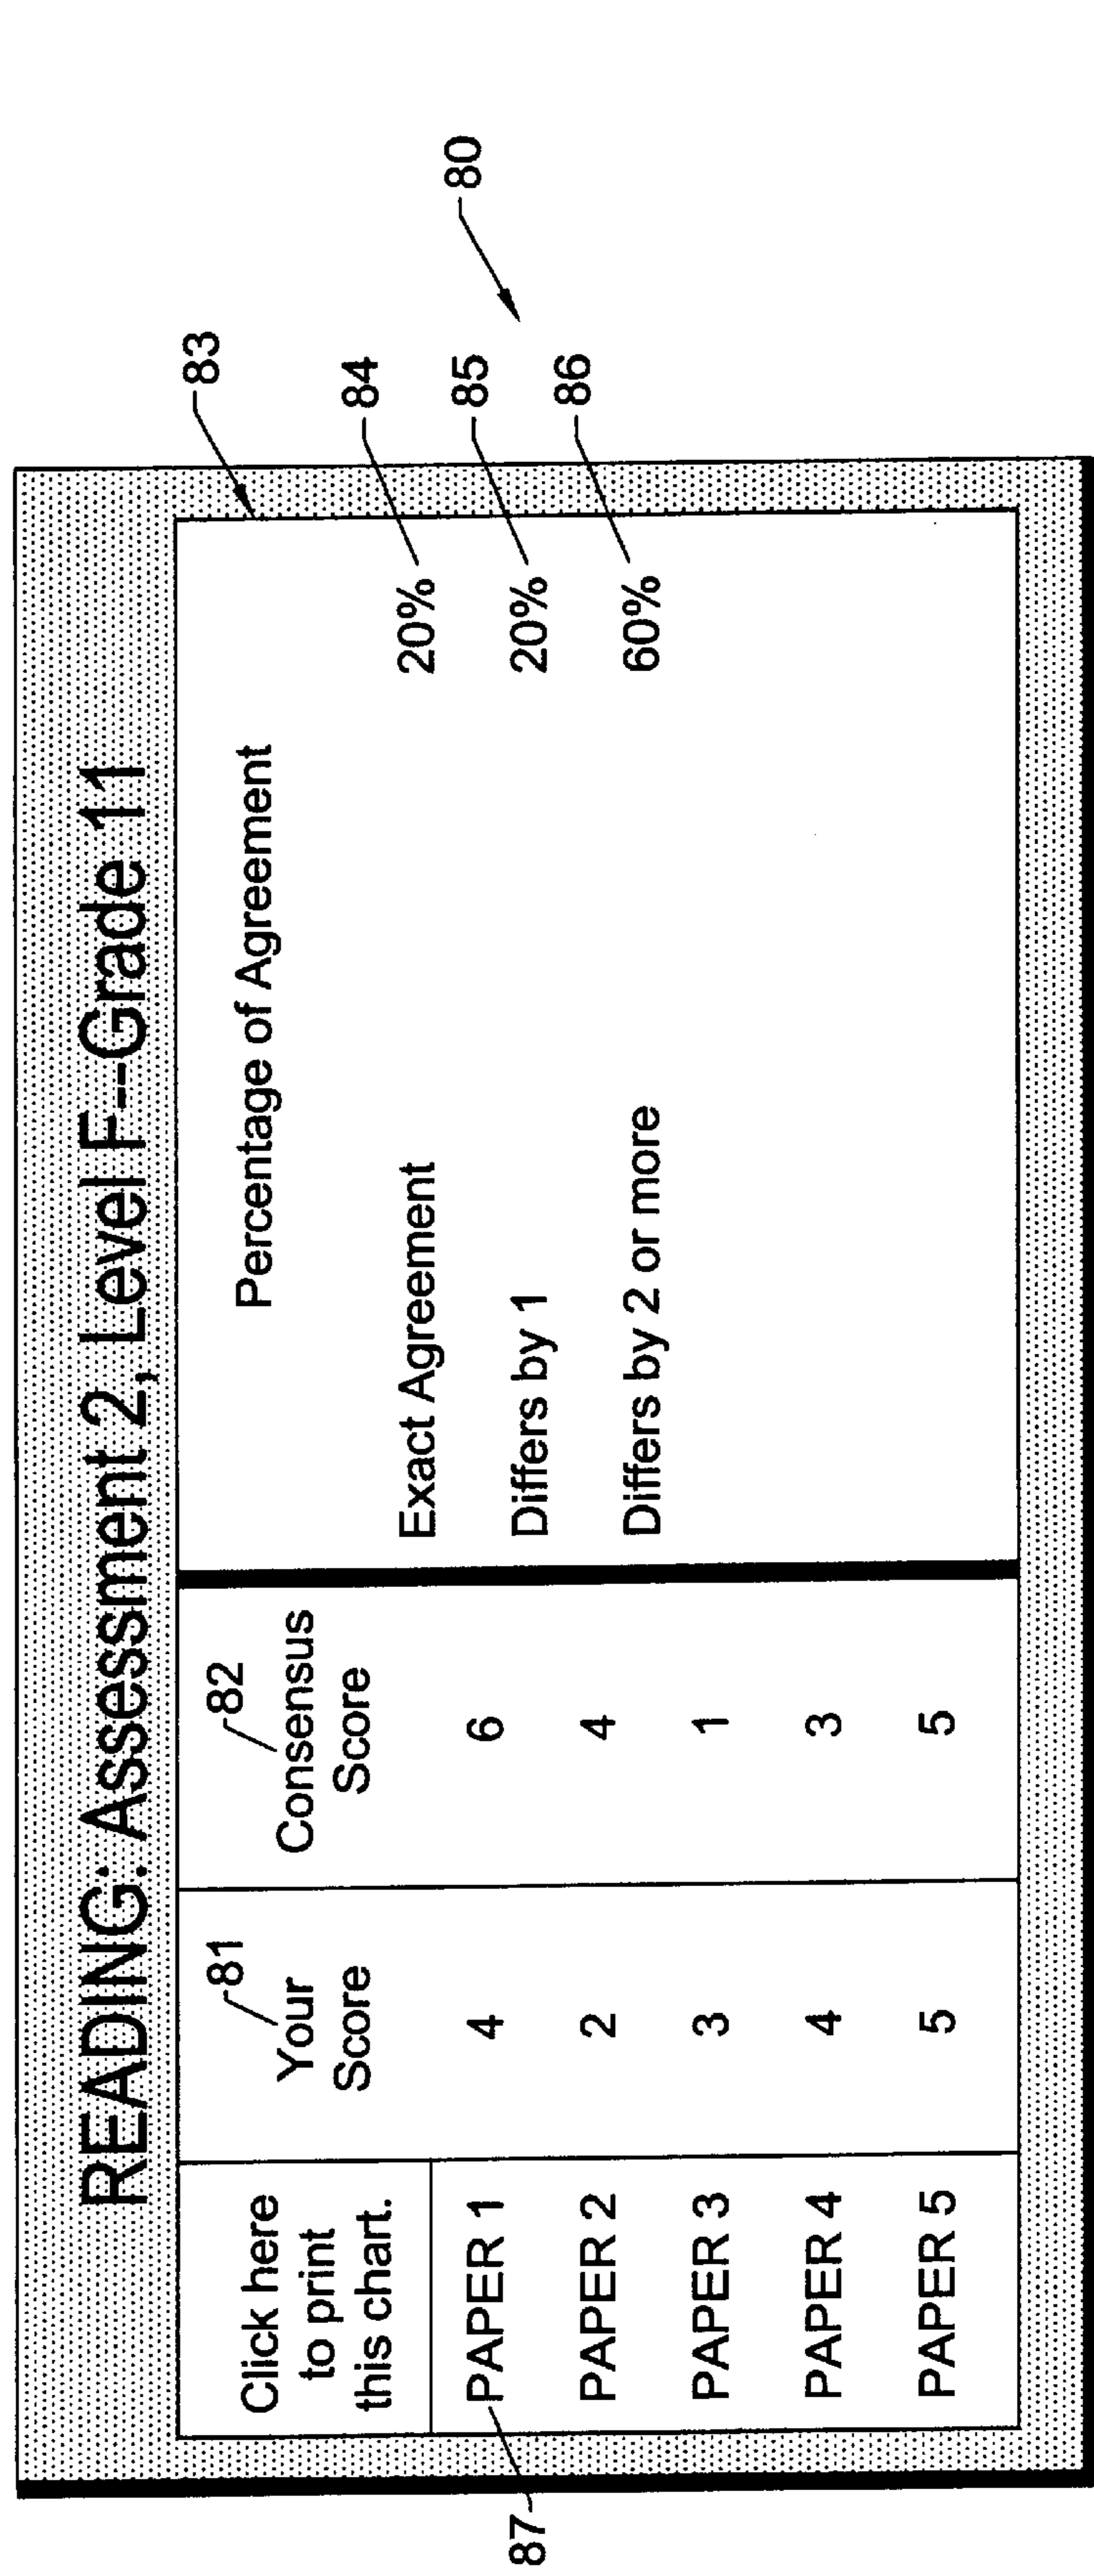 READING: Assessment 2, Level F--Grade 11
Click here
to print
this chart.
81
Your
Score
82
Consensus
Score
Percentage of Agreement
83
80
87
PAPER 1 4 6
PAPER 2 2 4
PAPER 3 3 1
PAPER 4 4 3
PAPER 5 5 5
Exact Agreement 20% 84
Differs by 1 20% 85
Differs by 2 or more 60% 86